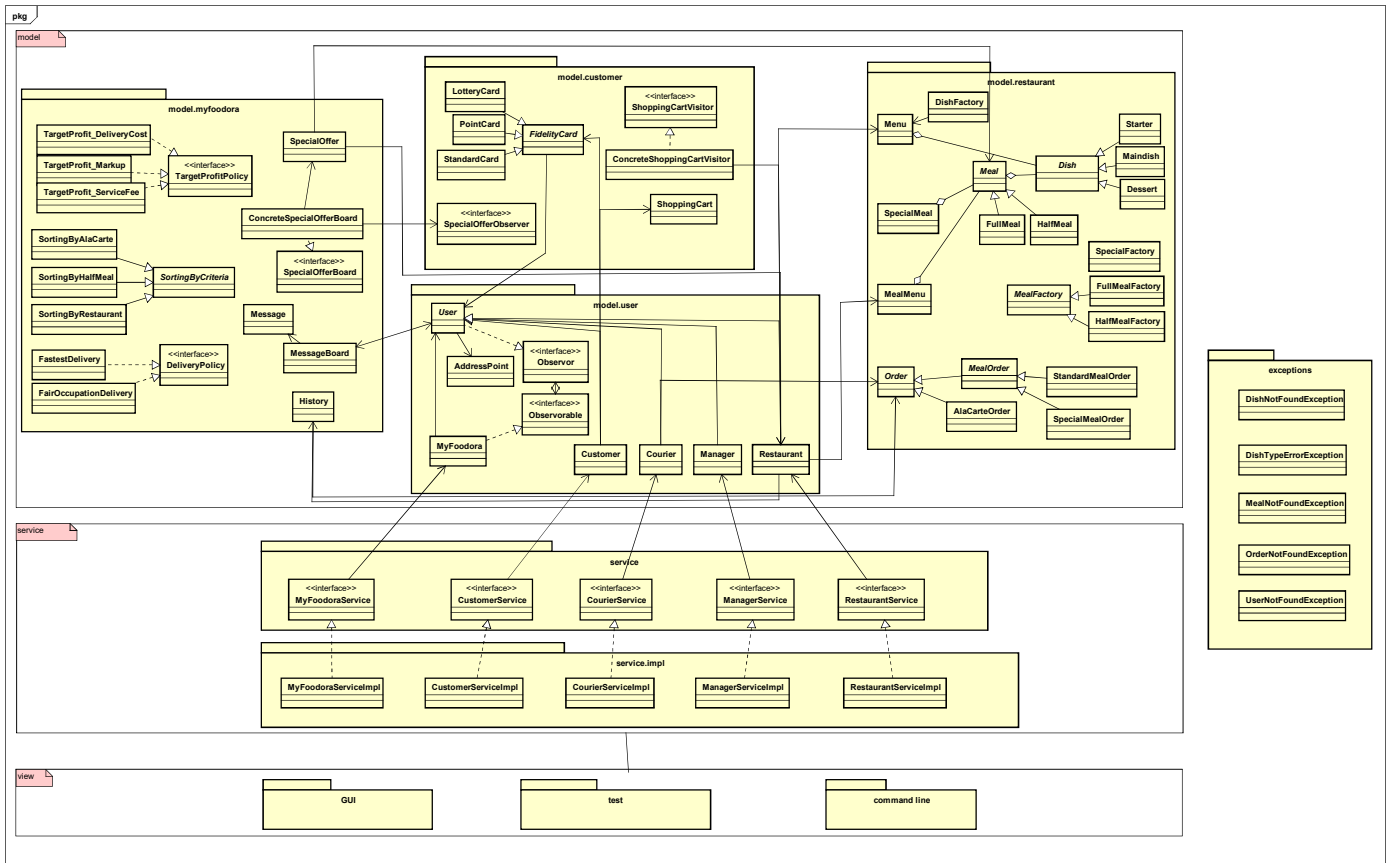 pkg
model
model.myfoodora
TargetProfit_DeliveryCost
TargetProfit_Markup
TargetProfit_ServiceFee
<<interface>>
TargetProfitPolicy
SpecialOffer
ConcreteSpecialOfferBoard
<<interface>>
SpecialOfferBoard
SortingByAlaCarte
SortingByHalfMeal
SortingByRestaurant
SortingByCriteria
Message
MessageBoard
FastestDelivery
FairOccupationDelivery
<<interface>>
DeliveryPolicy
History
model.customer
LotteryCard
PointCard
StandardCard
FidelityCard
<<interface>>
ShoppingCartVisitor
ConcreteShoppingCartVisitor
ShoppingCart
<<interface>>
SpecialOfferObserver
model.user
User
AddressPoint
<<interface>>
Observor
<<interface>>
Observorable
MyFoodora
Customer
Courier
Manager
Restaurant
model.restaurant
DishFactory
Menu
Starter
Maindish
Dessert
Dish
Meal
SpecialMeal
FullMeal
HalfMeal
SpecialFactory
MealMenu
MealFactory
FullMealFactory
HalfMealFactory
Order
MealOrder
StandardMealOrder
AlaCarteOrder
SpecialMealOrder
exceptions
DishNotFoundException
DishTypeErrorException
MealNotFoundException
OrderNotFoundException
UserNotFoundException
service
service
<<interface>>
MyFoodoraService
<<interface>>
CustomerService
<<interface>>
CourierService
<<interface>>
ManagerService
<<interface>>
RestaurantService
service.impl
MyFoodoraServiceImpl
CustomerServiceImpl
CourierServiceImpl
ManagerServiceImpl
RestaurantServiceImpl
view
GUI
test
command line